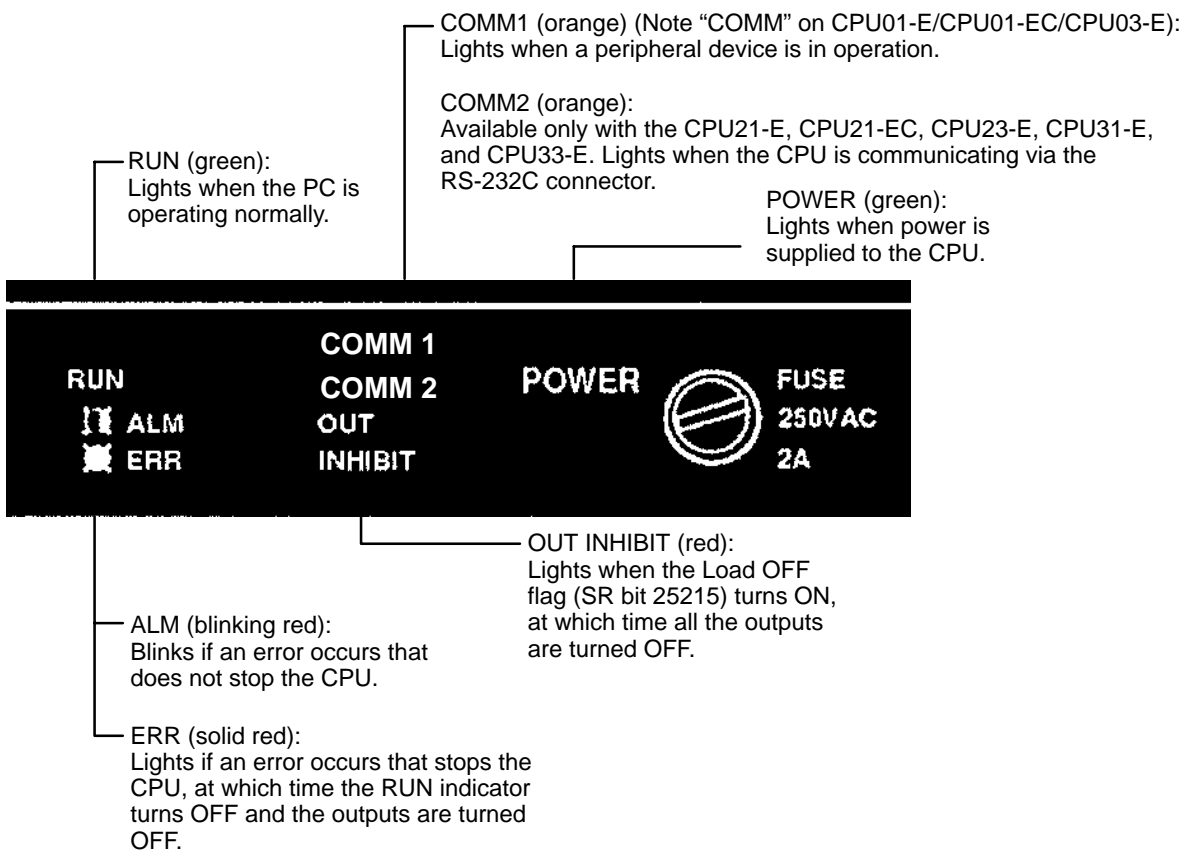 COMM1 (orange) (Note “COMM” on CPU01-E/CPU01-EC/CPU03-E):
Lights when a peripheral device is in operation.
COMM2 (orange):
Available only with the CPU21-E, CPU21-EC, CPU23-E, CPU31-E,
and CPU33-E. Lights when the CPU is communicating via the
RS-232C connector.
RUN (green):
Lights when the PC is
operating normally.
POWER (green):
Lights when power is
supplied to the CPU.
RUN
ALM
ERR
COMM 1
COMM 2
OUT
INHIBIT
POWER
FUSE
250VAC
2A
OUT INHIBIT (red):
Lights when the Load OFF
flag (SR bit 25215) turns ON,
at which time all the outputs
are turned OFF.
ALM (blinking red):
Blinks if an error occurs that
does not stop the CPU.
ERR (solid red):
Lights if an error occurs that stops the
CPU, at which time the RUN indicator
turns OFF and the outputs are turned
OFF.